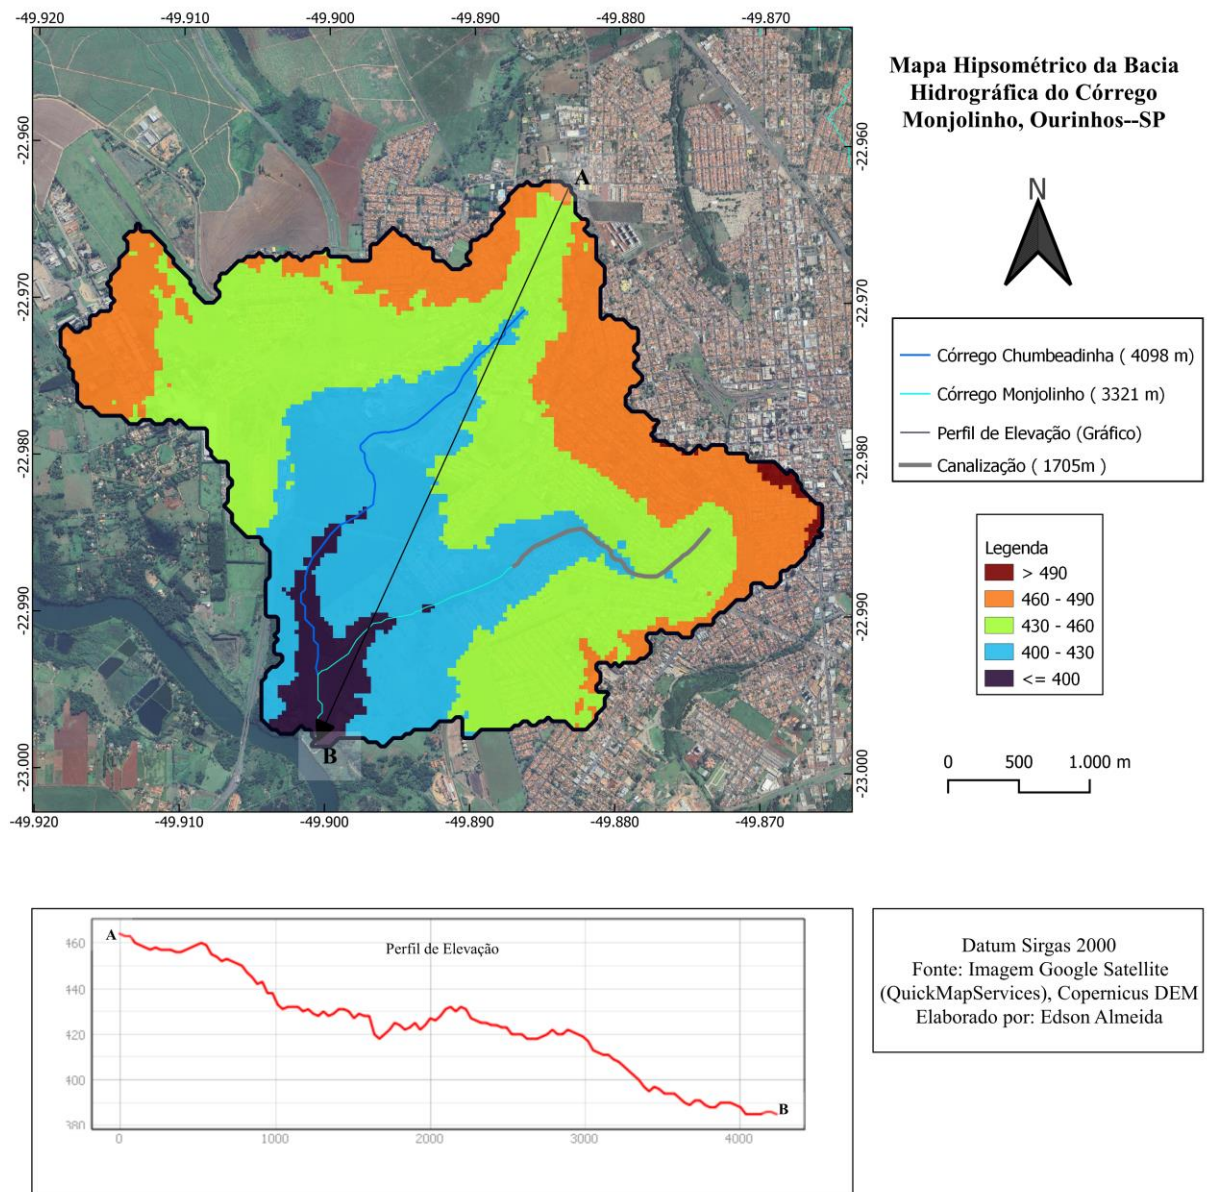 -49.920 -49.910 -49.900 -49.890 -49.880 -49.870
Mapa Hipsométrico da Bacia
Hidrográfica do Córrego
Monjolinho, Ourinhos--SP
-22.960 -22.960
A
N
-22.970 -22.970
Córrego Chumbeadinha ( 4098 m)
Córrego Monjolinho ( 3321 m)
Perfil de Elevação (Gráfico)
Canalização ( 1705m )
-22.980 -22.980
Legenda
> 490
460 - 490
430 - 460
400 - 430
<= 400
-22.990 -22.990
B
-23.000 -23.000
0 500 1.000 m
-49.920 -49.910 -49.900 -49.890 -49.880 -49.870
A
Perfil de Elevação
460
440
420
400
380
B
0 1000 2000 3000 4000
Datum Sirgas 2000
Fonte: Imagem Google Satellite
(QuickMapServices), Copernicus DEM
Elaborado por: Edson Almeida